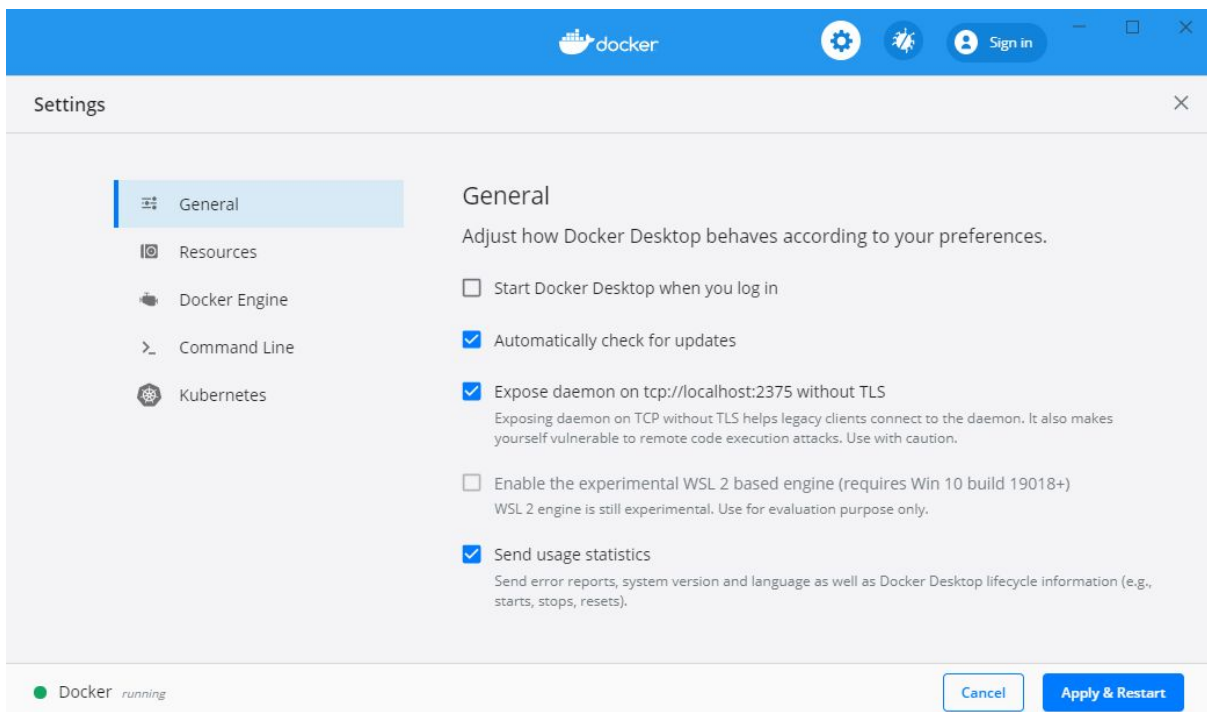 docker
Sign in
Settings
General
Resources
Docker Engine
Command Line
Kubernetes
General
Adjust how Docker Desktop behaves according to your preferences.
Start Docker Desktop when you log in
Automatically check for updates
Expose daemon on tcp://localhost:2375 without TLS
Exposing daemon on TCP without TLS helps legacy clients connect to the daemon. It also makes
yourself vulnerable to remote code execution attacks. Use with caution.
Enable the experimental WSL 2 based engine (requires Win 10 build 19018+)
WSL 2 engine is still experimental. Use for evaluation purpose only.
Send usage statistics
Send error reports, system version and language as well as Docker Desktop lifecycle information (e.g.,
starts, stops, resets).
Docker running
Cancel
Apply & Restart